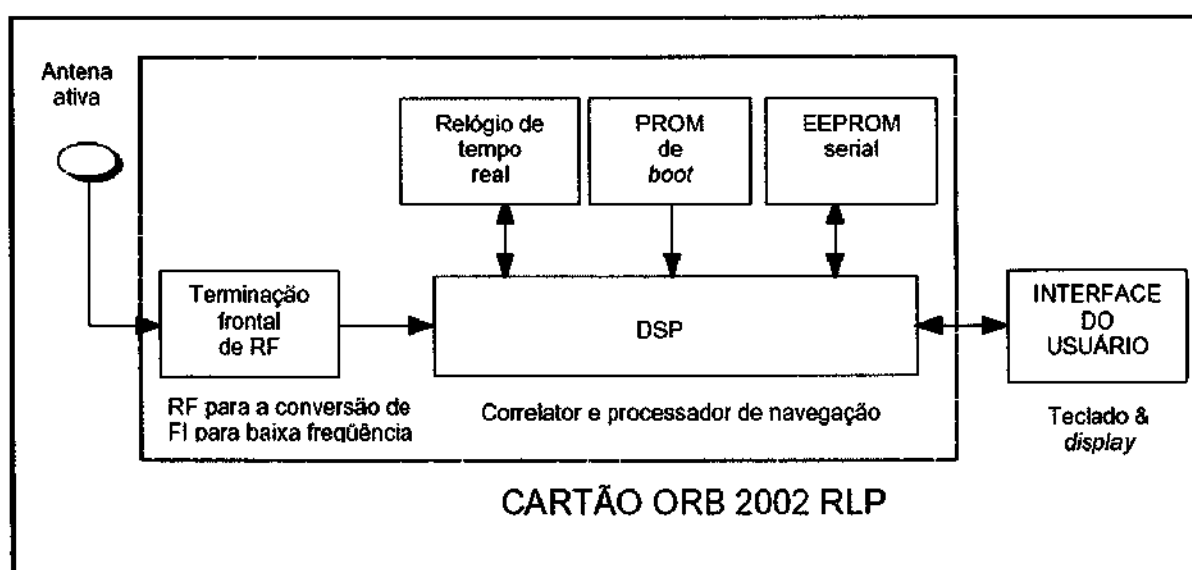 Antena
ativa
Relógio de
tempo
real
PROM
de
boot
EEPROM
serial
Terminação
frontal
de RF
DSP
INTERFACE
DO
USUÁRIO
RF para a conversão de
FI para baixa freqüência
Correlator e processador de navegação
Teclado &
display
CARTÃO ORB 2002 RLP